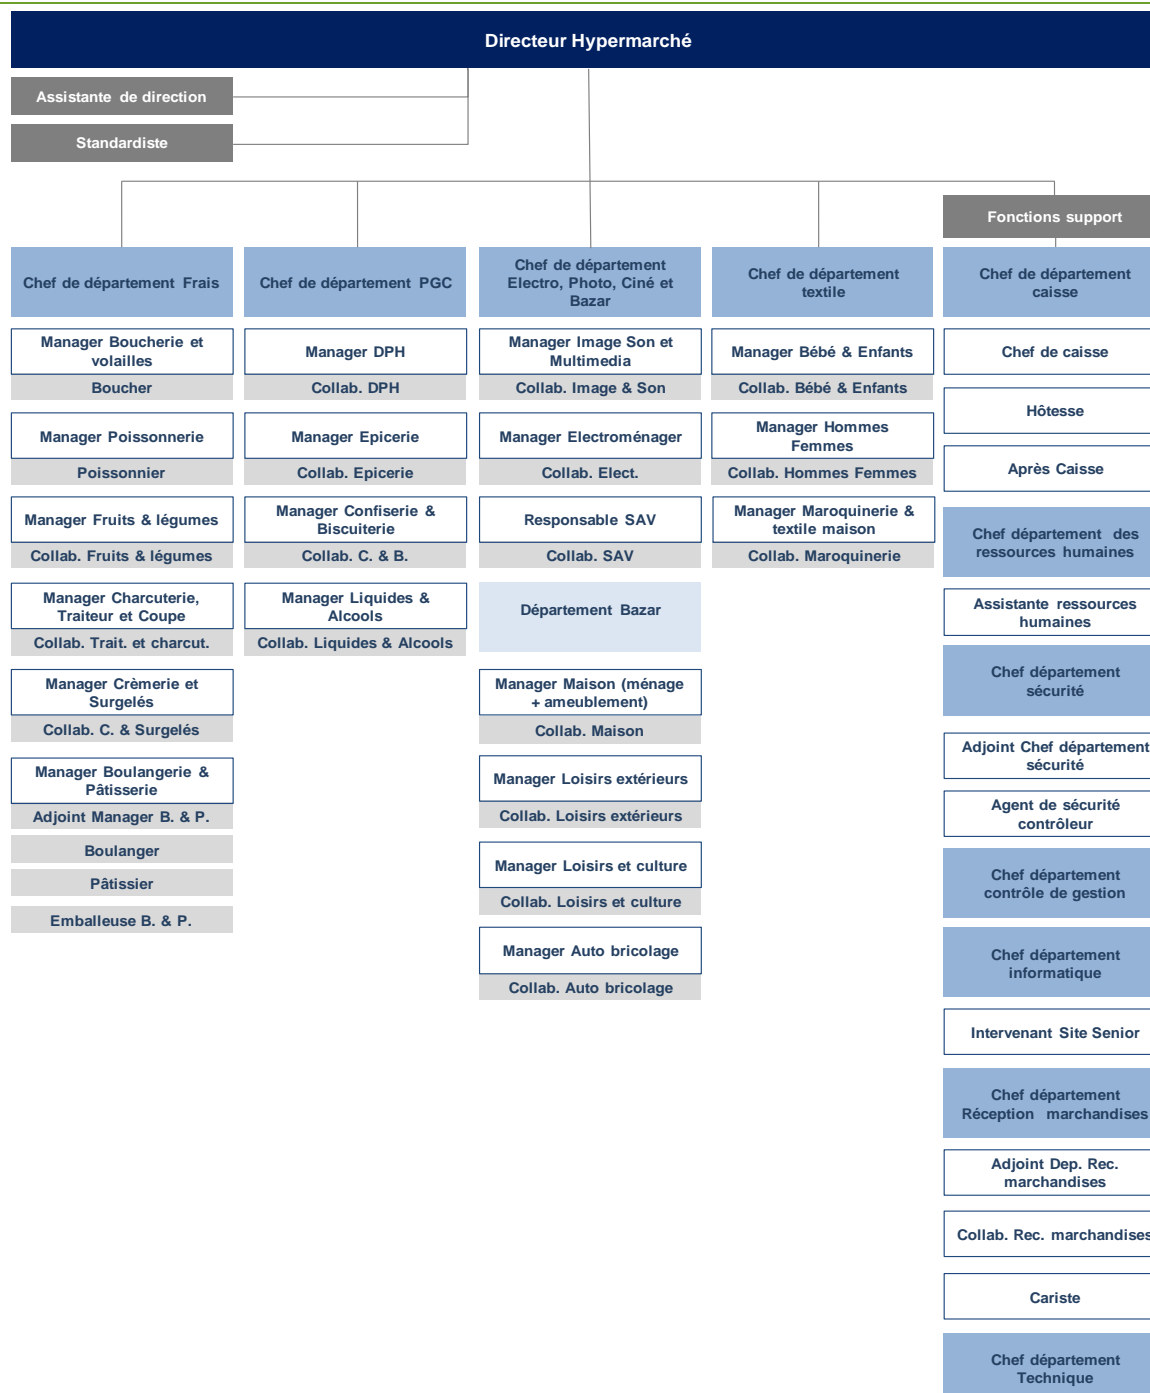 Directeur Hypermarché
Assistante de direction
Standardiste
Fonctions support
Chef de département Frais
Manager Boucherie et
volailles
Boucher
Manager Poissonnerie
Poissonnier
Manager Fruits & légumes
Collab. Fruits & légumes
Manager Charcuterie,
Traiteur et Coupe
Collab. Trait. et charcut.
Manager Crèmerie et
Surgelés
Collab. C. & Surgelés
Manager Boulangerie &
Pâtisserie
Adjoint Manager B. & P.
Boulanger
Pâtissier
Emballeuse B. & P.
Chef de département PGC
Manager DPH
Collab. DPH
Manager Epicerie
Collab. Epicerie
Manager Confiserie &
Biscuiterie
Collab. C. & B.
Manager Liquides &
Alcools
Collab. Liquides & Alcools
Chef de département
Electro, Photo, Ciné et
Bazar
Manager Image Son et
Multimedia
Collab. Image & Son
Manager Electroménager
Collab. Elect.
Responsable SAV
Collab. SAV
Département Bazar
Manager Maison (ménage
+ ameublement)
Collab. Maison
Manager Loisirs extérieurs
Collab. Loisirs extérieurs
Manager Loisirs et culture
Collab. Loisirs et culture
Manager Auto bricolage
Collab. Auto bricolage
Chef de département
textile
Manager Bébé & Enfants
Collab. Bébé & Enfants
Manager Hommes
Femmes
Collab. Hommes Femmes
Manager Maroquinerie &
textile maison
Collab. Maroquinerie
Chef de département
caisse
Chef de caisse
Hôtesse
Après Caisse
Chef département des
ressources humaines
Assistante ressources
humaines
Chef département
sécurité
Adjoint Chef département
sécurité
Agent de sécurité
contrôleur
Chef département
contrôle de gestion
Chef département
informatique
Intervenant Site Senior
Chef département
Réception marchandises
Adjoint Dep. Rec.
marchandises
Collab. Rec. marchandises
Cariste
Chef département
Technique